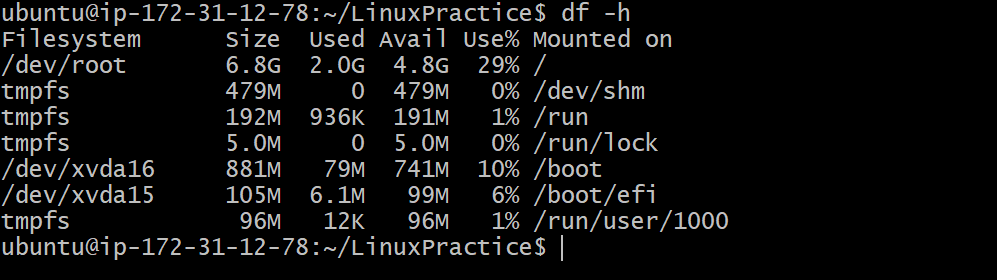 ubuntu@ip-172-31-12-78:~/LinuxPractice$ df -h
Filesystem      Size  Used Avail Use% Mounted on
/dev/root       6.8G  2.0G  4.8G  29% /
tmpfs           479M     0  479M   0% /dev/shm
tmpfs           192M  936K  191M   1% /run
tmpfs           5.0M     0  5.0M   0% /run/lock
/dev/xvda16     881M   79M  741M  10% /boot
/dev/xvda15     105M  6.1M   99M   6% /boot/efi
tmpfs            96M   12K   96M   1% /run/user/1000
ubuntu@ip-172-31-12-78:~/LinuxPractice$